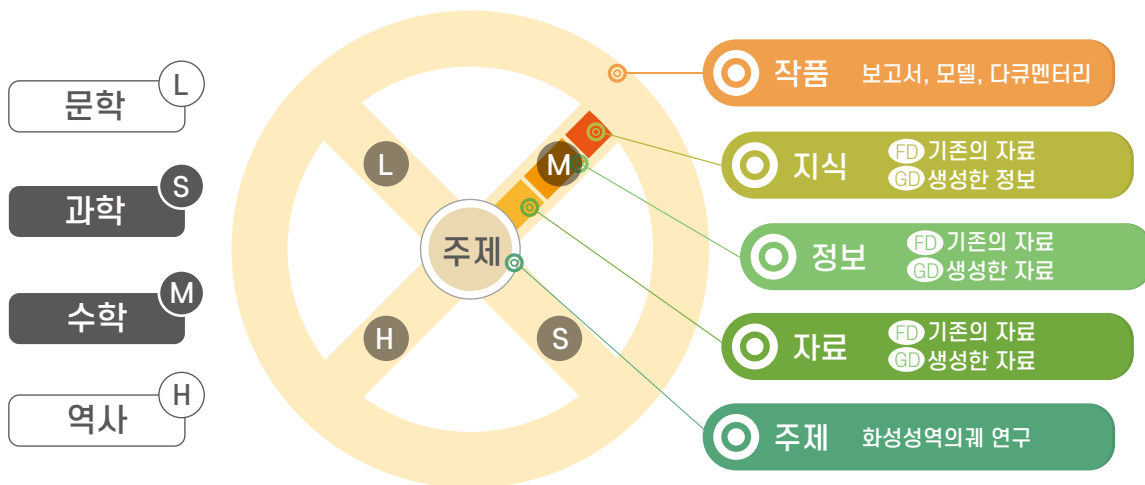 문학 L
과학 S
수학 M
역사 H
L
M
주제
H
S
작품 보고서, 모델, 다큐멘터리
지식
FD 기존의 자료
GD 생성한 정보
정보
FD 기존의 자료
GD 생성한 자료
자료
FD 기존의 자료
GD 생성한 자료
주제 화성성역의궤 연구